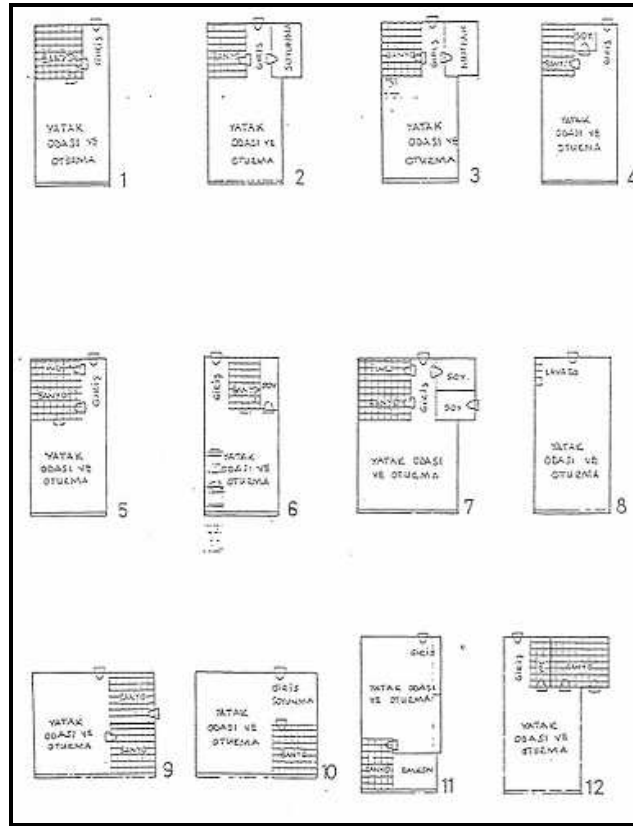 BANYO
GİRİŞ
YATAK
ODASI VE
OTURMA
1
BANYO
GİRİŞ
SOYUNMA
YATAK
ODASI VE
OTURMA
2
BANYO
GİRİŞ
YATAK
ODASI VE
OTURMA
3
SOY.
BANYO
GİRİŞ
YATAK
ODASI VE
OTURMA
4
BANYO
GİRİŞ
YATAK
ODASI VE
OTURMA
5
GİRİŞ
BANYO
SOY
YATAK
ODASI VE
OTURMA
6
BANYO
GİRİŞ
SOY.
SOY
YATAK ODASI
VE OTURMA
7
LAVABO
YATAK
ODASI VE
OTURMA
8
BANYO
YATAK
ODASI VE
OTURMA
BANYO
9
GİRİŞ
SOYUNMA
YATAK
ODASI VE
OTURMA
BANYO
10
GİRİŞ
YATAK ODASI
VE OTURMA
BANYO
BALKON
11
GİRİŞ
WC
BANYO
YATAK
ODASI VE
OTURMA
12